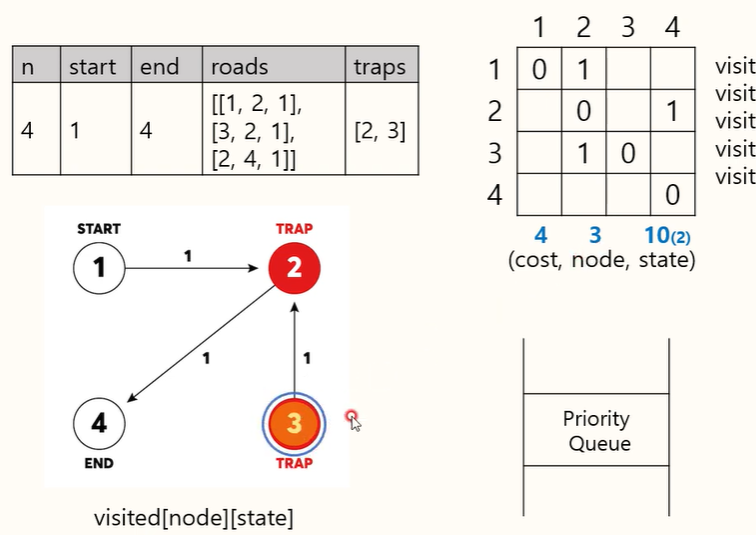 n start end roads traps
4 1 4 [[1, 2, 1], [3, 2, 1], [2, 4, 1]] [2, 3]
1 2 3 4
1 0 1
2 0 1
3 1 0
4 0
visit
visit
visit
visit
visit
4 3 10(2)
(cost, node, state)
START
1
1
TRAP
2
1
1
4
END
3
TRAP
Priority
Queue
visited[node][state]